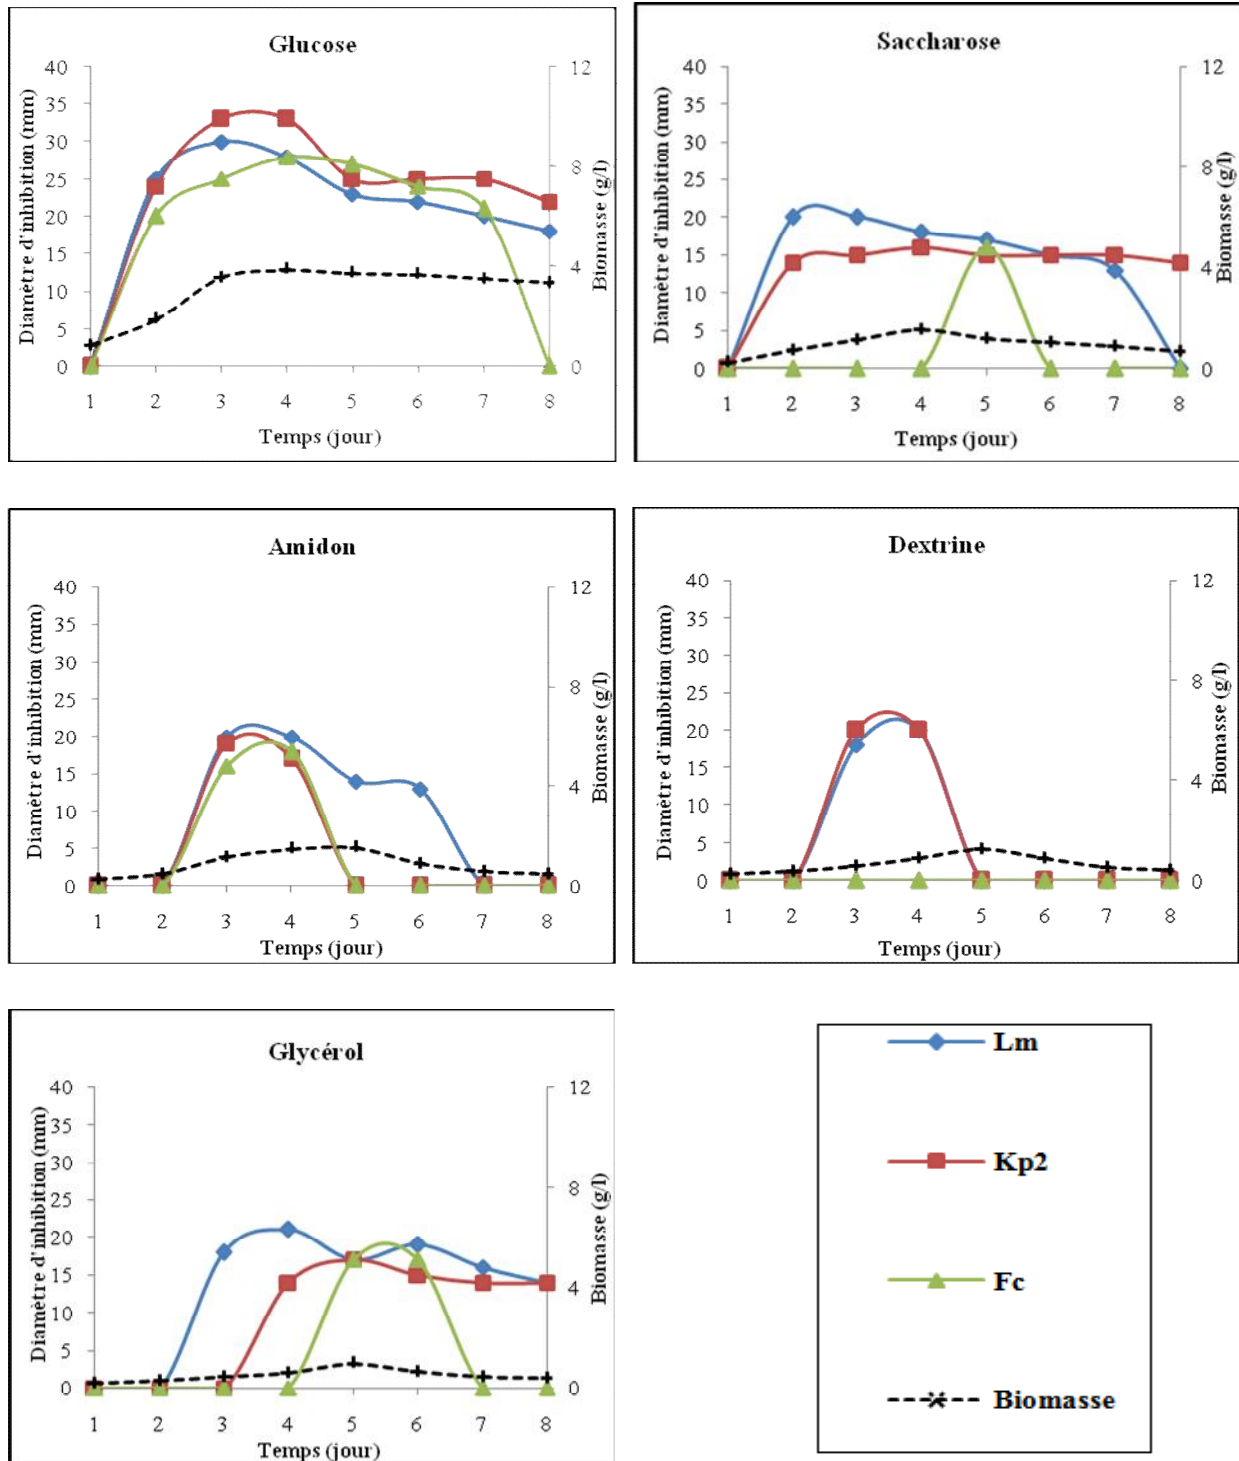 Glucose
Diamètre d'inhibition (mm)
40
35
30
25
20
15
10
5
0
12
8
4
0
Biomasse (g/l)
1 2 3 4 5 6 7 8
Temps (jour)
Saccharose
Diamètre d'inhibition (mm)
40
35
30
25
20
15
10
5
0
12
8
4
0
Biomasse (g/l)
1 2 3 4 5 6 7 8
Temps (jour)
Amidon
Diamètre d'inhibition (mm)
40
35
30
25
20
15
10
5
0
12
8
4
0
Biomasse (g/l)
1 2 3 4 5 6 7 8
Temps (jour)
Dextrine
Diamètre d'inhibition (mm)
40
35
30
25
20
15
10
5
0
12
8
4
0
Biomasse (g/l)
1 2 3 4 5 6 7 8
Temps (jour)
Glycérol
Diamètre d'inhibition (mm)
40
35
30
25
20
15
10
5
0
12
8
4
0
Biomasse (g/l)
1 2 3 4 5 6 7 8
Temps (jour)
Lm
Kp2
Fc
Biomasse